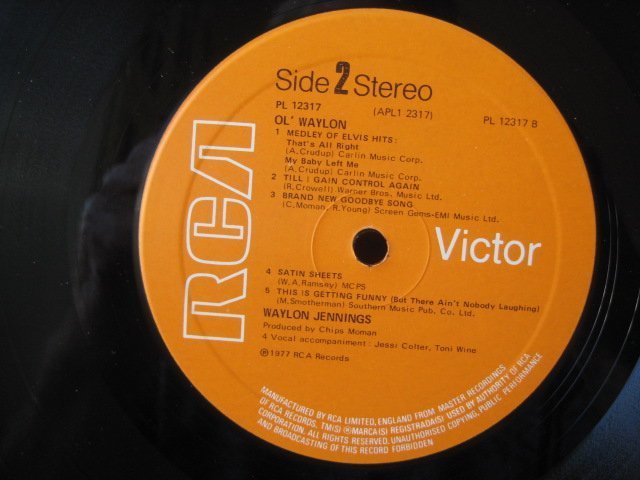 RCA
Victor
Side 2 Stereo
PL 12317
(APL1 2317)
PL 12317 B
OL' WAYLON
1 MEDLEY OF ELVIS HITS:
That's All Right
(A.Crudup) Carlin Music Corp.
My Baby Left Me
(A.Crudup) Carlin Music Corp.
2 TILL I GAIN CONTROL AGAIN
(R.Crowell) Warner Bros. Music Ltd.
3 BRAND NEW GOODBYE SONG
(C.Moman, R.Young) Screen Gems-EMI Music Ltd.
4 SATIN SHEETS
(W.A.Ramsey) MCPS
5 THIS IS GETTING FUNNY (But There Ain't Nobody Laughing)
(M.Smotherman) Southern Music Pub. Co. Ltd.
WAYLON JENNINGS
Produced by Chips Moman
4 Vocal accompaniment: Jessi Colter, Toni Wine
℗1977 RCA Records
MANUFACTURED BY RCA LIMITED, ENGLAND FROM MASTER RECORDINGS
OF RCA RECORDS. TM(S) ®MARCA(S) REGISTRADA(S) USED BY AUTHORITY OF RCA
CORPORATION. ALL RIGHTS RESERVED. UNAUTHORISED COPYING, PUBLIC PERFORMANCE
AND BROADCASTING OF THIS RECORD FORBIDDEN